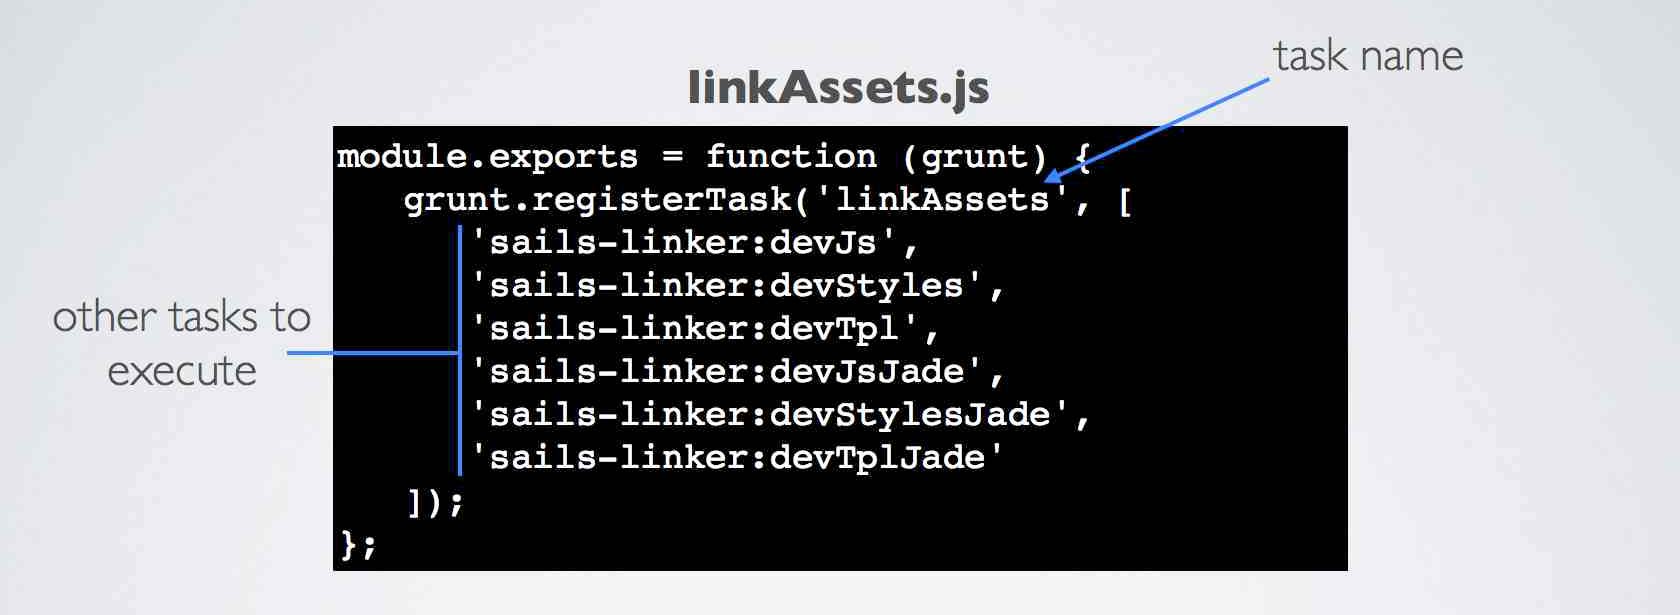 task name
linkAssets.js
module.exports = function (grunt) {
grunt.registerTask('linkAssets', [
'sails-linker:devJs',
'sails-linker:devStyles',
'sails-linker:devTpl',
'sails-linker:devJsJade',
'sails-linker:devStylesJade',
'sails-linker:devTplJade'
]);
};
other tasks to
execute